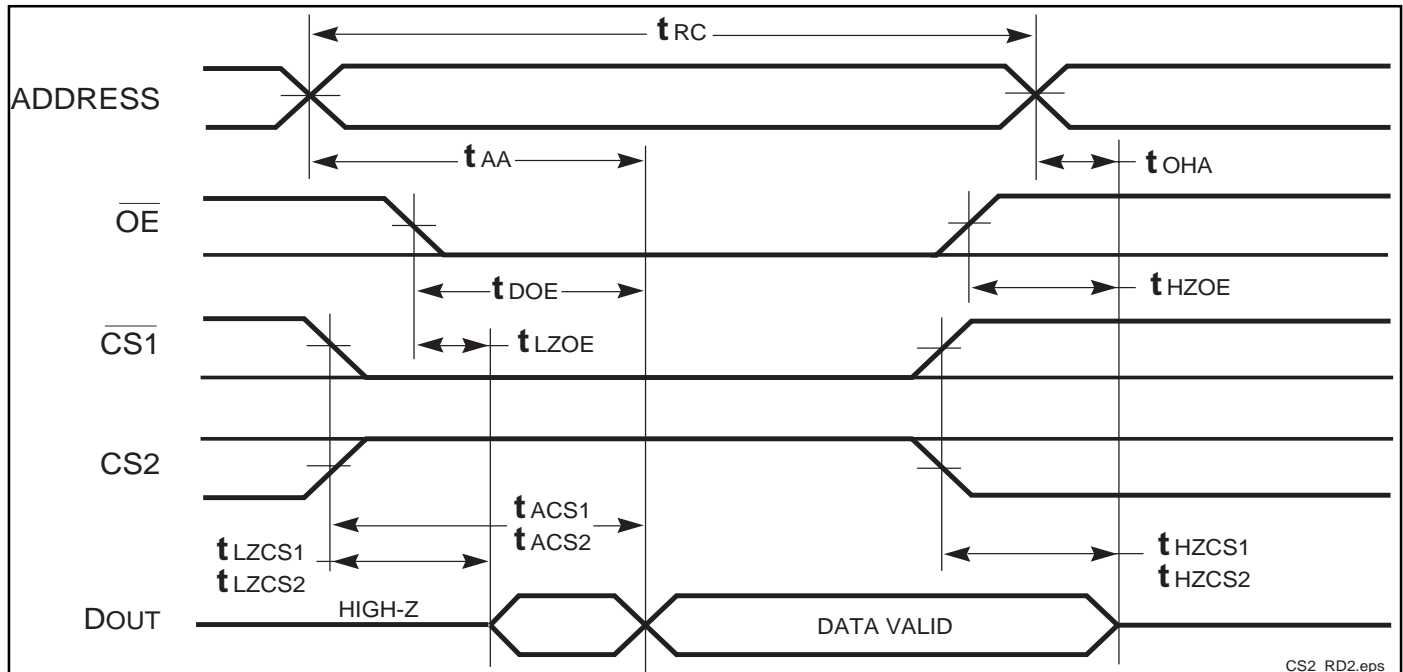 tRC
ADDRESS
tAA
tOHA
OE
tDOE
tHZOE
CS1
tLZOE
CS2
tACS1
tACS2
tLZCS1
tLZCS2
tHZCS1
tHZCS2
HIGH-Z
DOUT
DATA VALID
CS2_RD2.eps